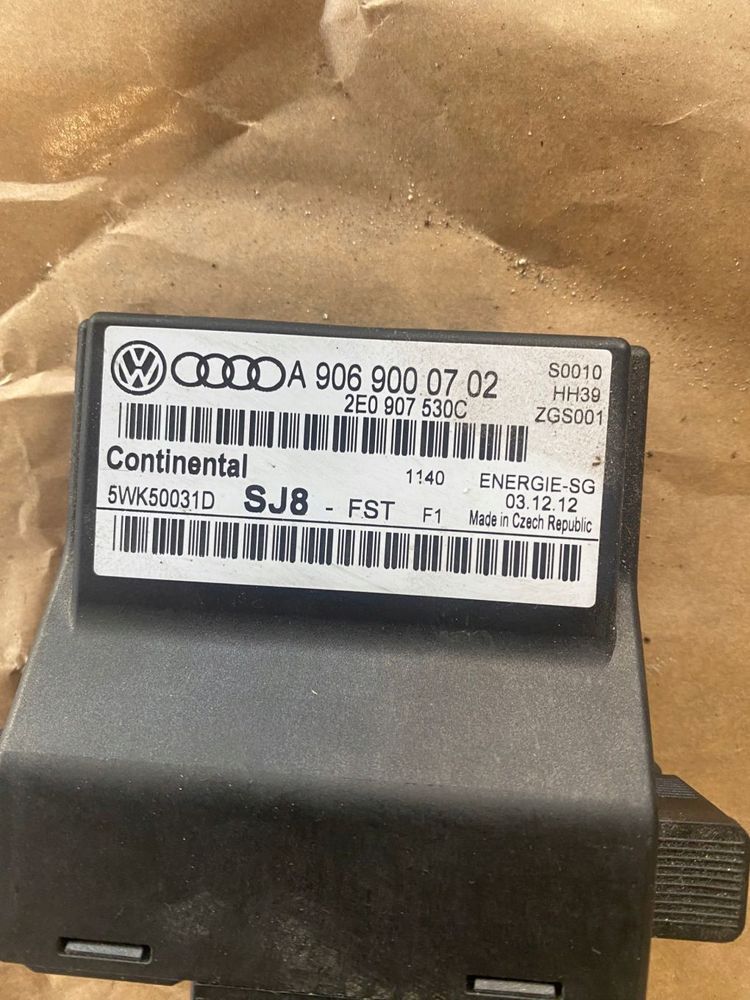 A 906 900 07 02
S0010
HH39
2E0 907 530C
ZGS001
Continental
1140
ENERGIE-SG
5WK50031D SJ8 - FST F1
03.12.12
Made in Czech Republic